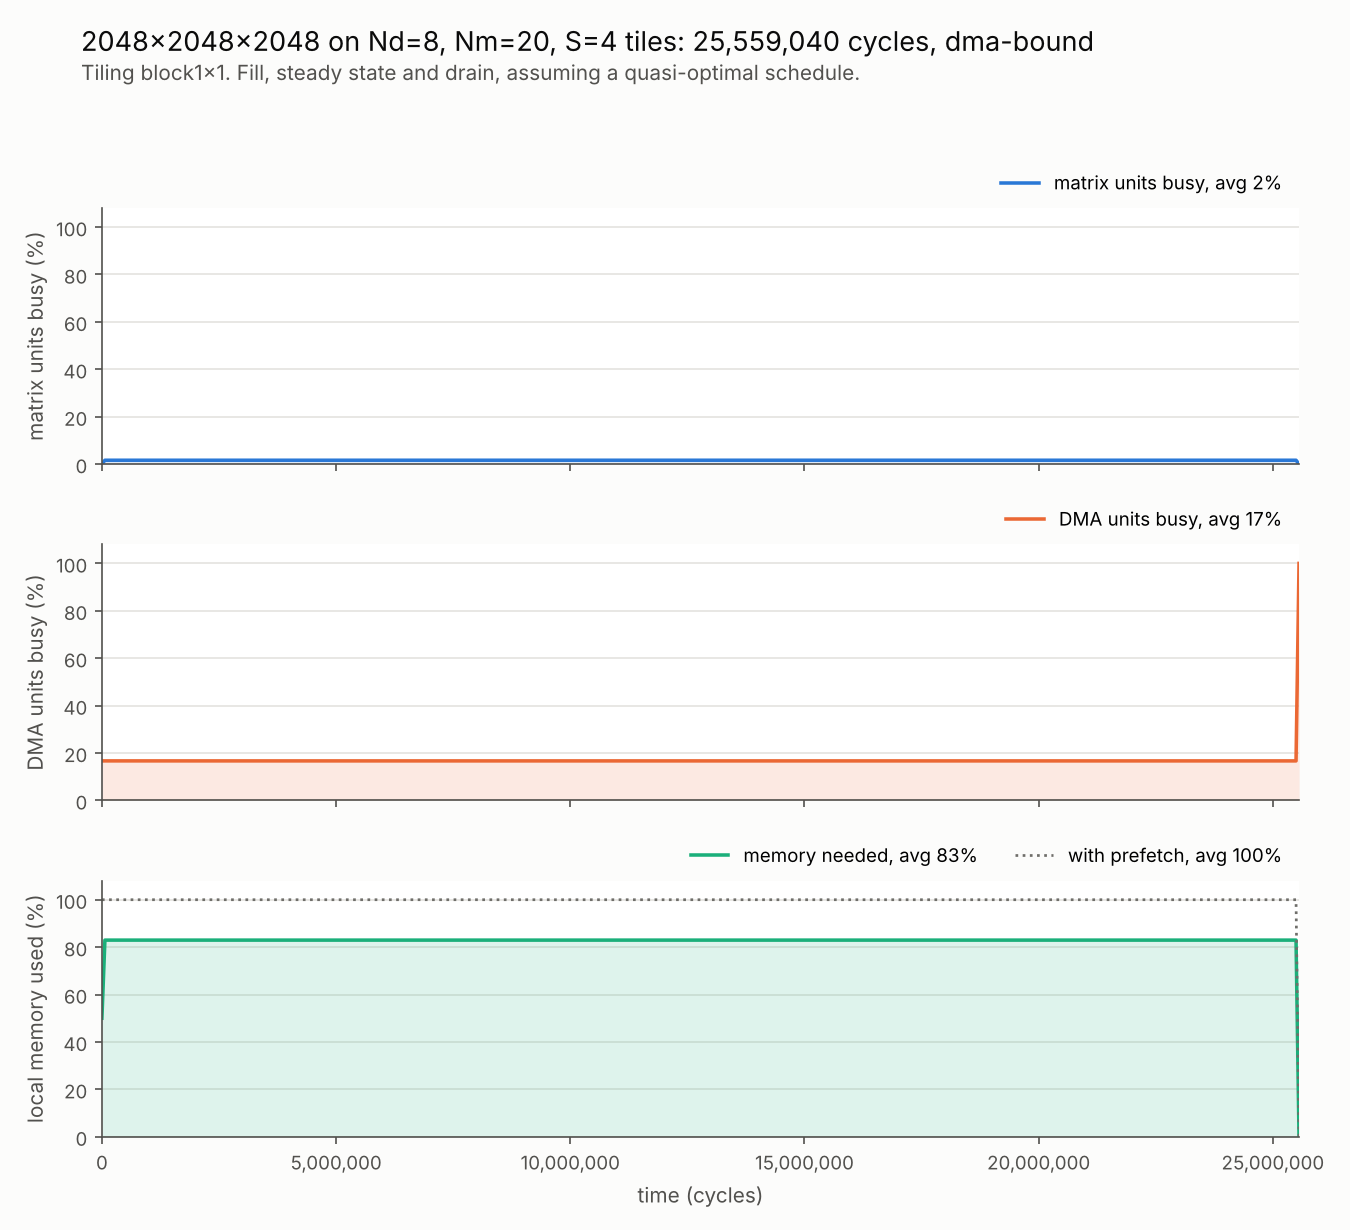 2048×2048×2048 on Nd=8, Nm=20, S=4 tiles: 25,559,040 cycles, dma-bound
Tiling block1×1. Fill, steady state and drain, assuming a quasi-optimal schedule.
matrix units busy, avg 2%
matrix units busy (%)
100
80
60
40
20
0
DMA units busy, avg 17%
DMA units busy (%)
100
80
60
40
20
0
memory needed, avg 83%
with prefetch, avg 100%
local memory used (%)
100
80
60
40
20
0
0 5,000,000 10,000,000 15,000,000 20,000,000 25,000,000
time (cycles)